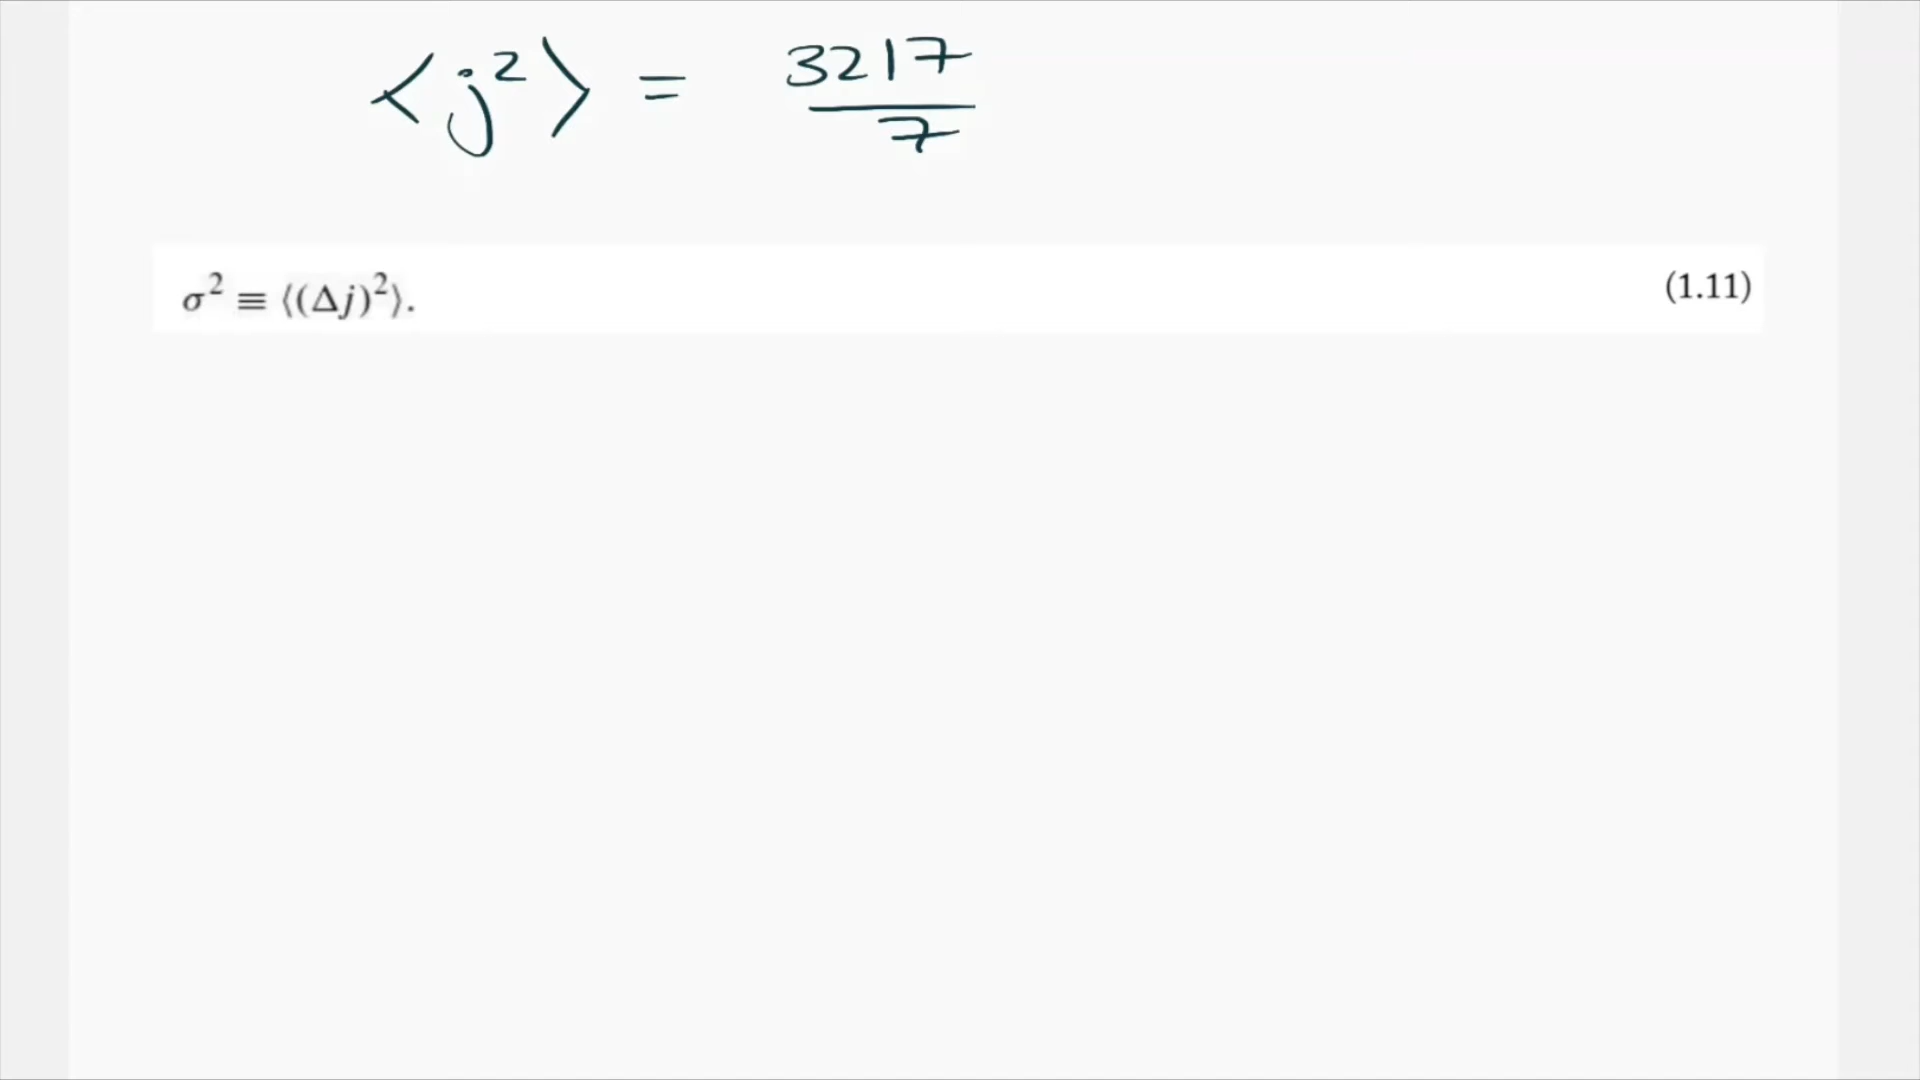 <j²> = 3217/7
σ² ≡ ⟨(Δj)²⟩. (1.11)